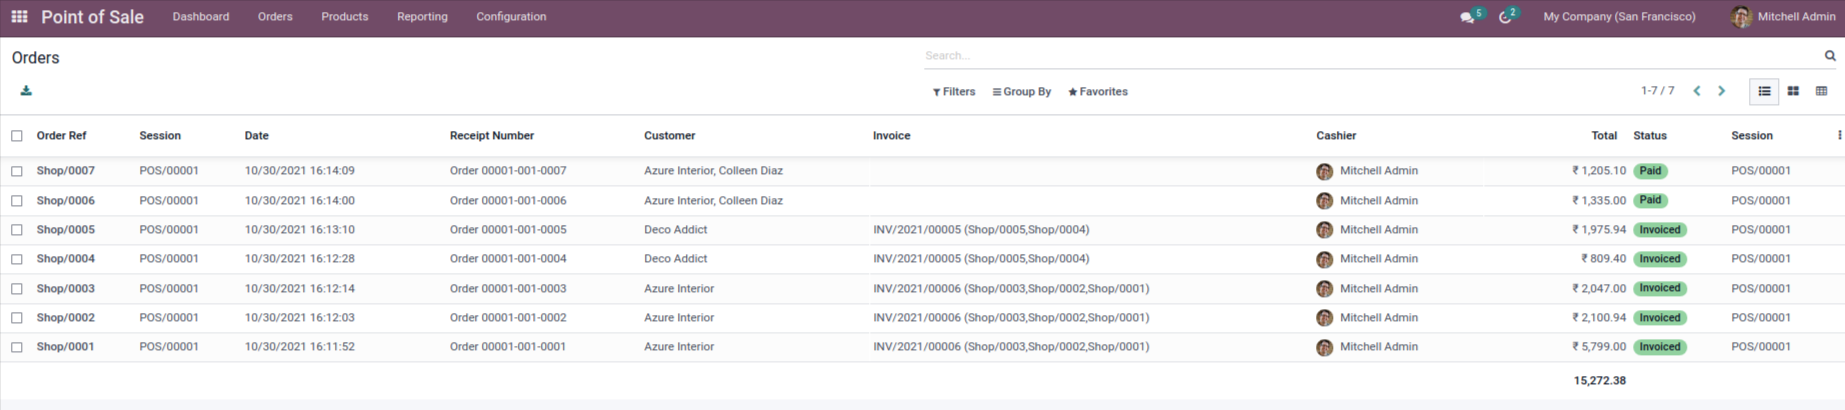 Point of Sale Dashboard Orders Products Reporting Configuration 5 2 My Company (San Francisco) Mitchell Admin
Orders Search...
Filters Group By Favorites 1-7 / 7
Order Ref Session Date Receipt Number Customer Invoice Cashier Total Status Session
Shop/0007 POS/00001 10/30/2021 16:14:09 Order 00001-001-0007 Azure Interior, Colleen Diaz Mitchell Admin ₹ 1,205.10 Paid POS/00001
Shop/0006 POS/00001 10/30/2021 16:14:00 Order 00001-001-0006 Azure Interior, Colleen Diaz Mitchell Admin ₹ 1,335.00 Paid POS/00001
Shop/0005 POS/00001 10/30/2021 16:13:10 Order 00001-001-0005 Deco Addict INV/2021/00005 (Shop/0005,Shop/0004) Mitchell Admin ₹ 1,975.94 Invoiced POS/00001
Shop/0004 POS/00001 10/30/2021 16:12:28 Order 00001-001-0004 Deco Addict INV/2021/00005 (Shop/0005,Shop/0004) Mitchell Admin ₹ 809.40 Invoiced POS/00001
Shop/0003 POS/00001 10/30/2021 16:12:14 Order 00001-001-0003 Azure Interior INV/2021/00006 (Shop/0003,Shop/0002,Shop/0001) Mitchell Admin ₹ 2,047.00 Invoiced POS/00001
Shop/0002 POS/00001 10/30/2021 16:12:03 Order 00001-001-0002 Azure Interior INV/2021/00006 (Shop/0003,Shop/0002,Shop/0001) Mitchell Admin ₹ 2,100.94 Invoiced POS/00001
Shop/0001 POS/00001 10/30/2021 16:11:52 Order 00001-001-0001 Azure Interior INV/2021/00006 (Shop/0003,Shop/0002,Shop/0001) Mitchell Admin ₹ 5,799.00 Invoiced POS/00001
15,272.38